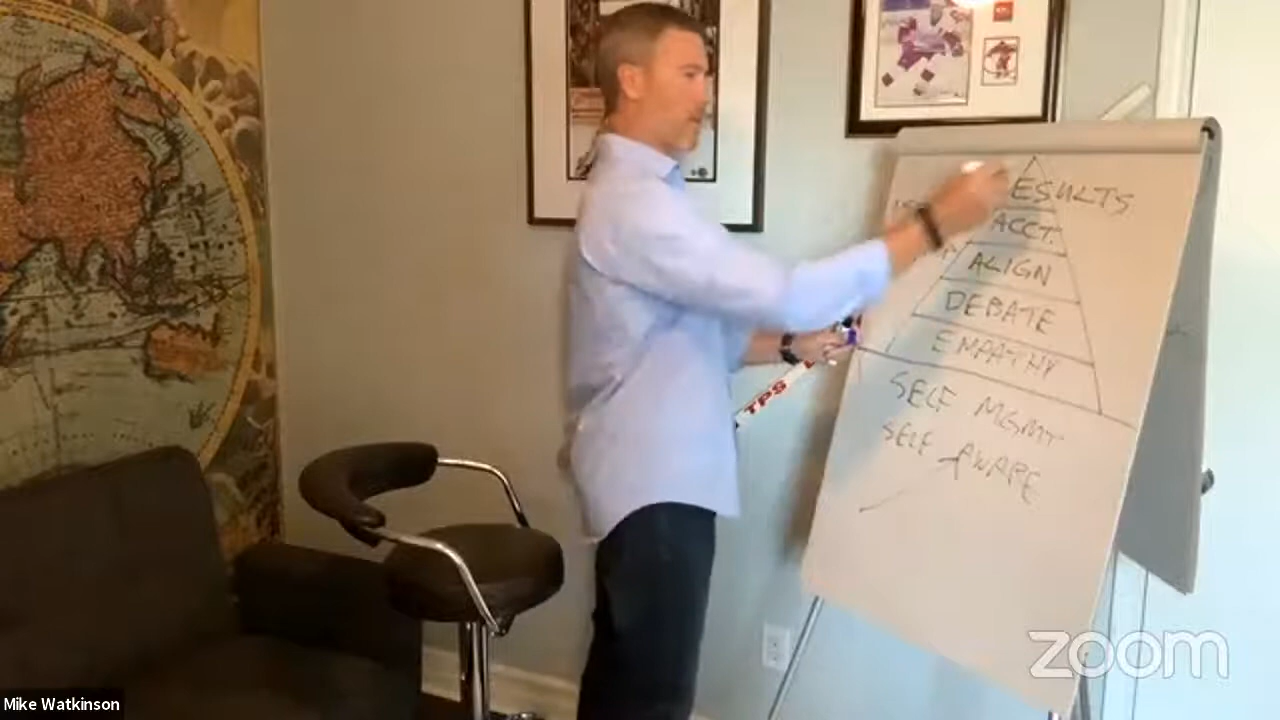 RESULTS
ACCT.
ALIGN
DEBATE
EMPATHY
SELF MGMT
SELF AWARE
TPS
zoom
Mike Watkinson